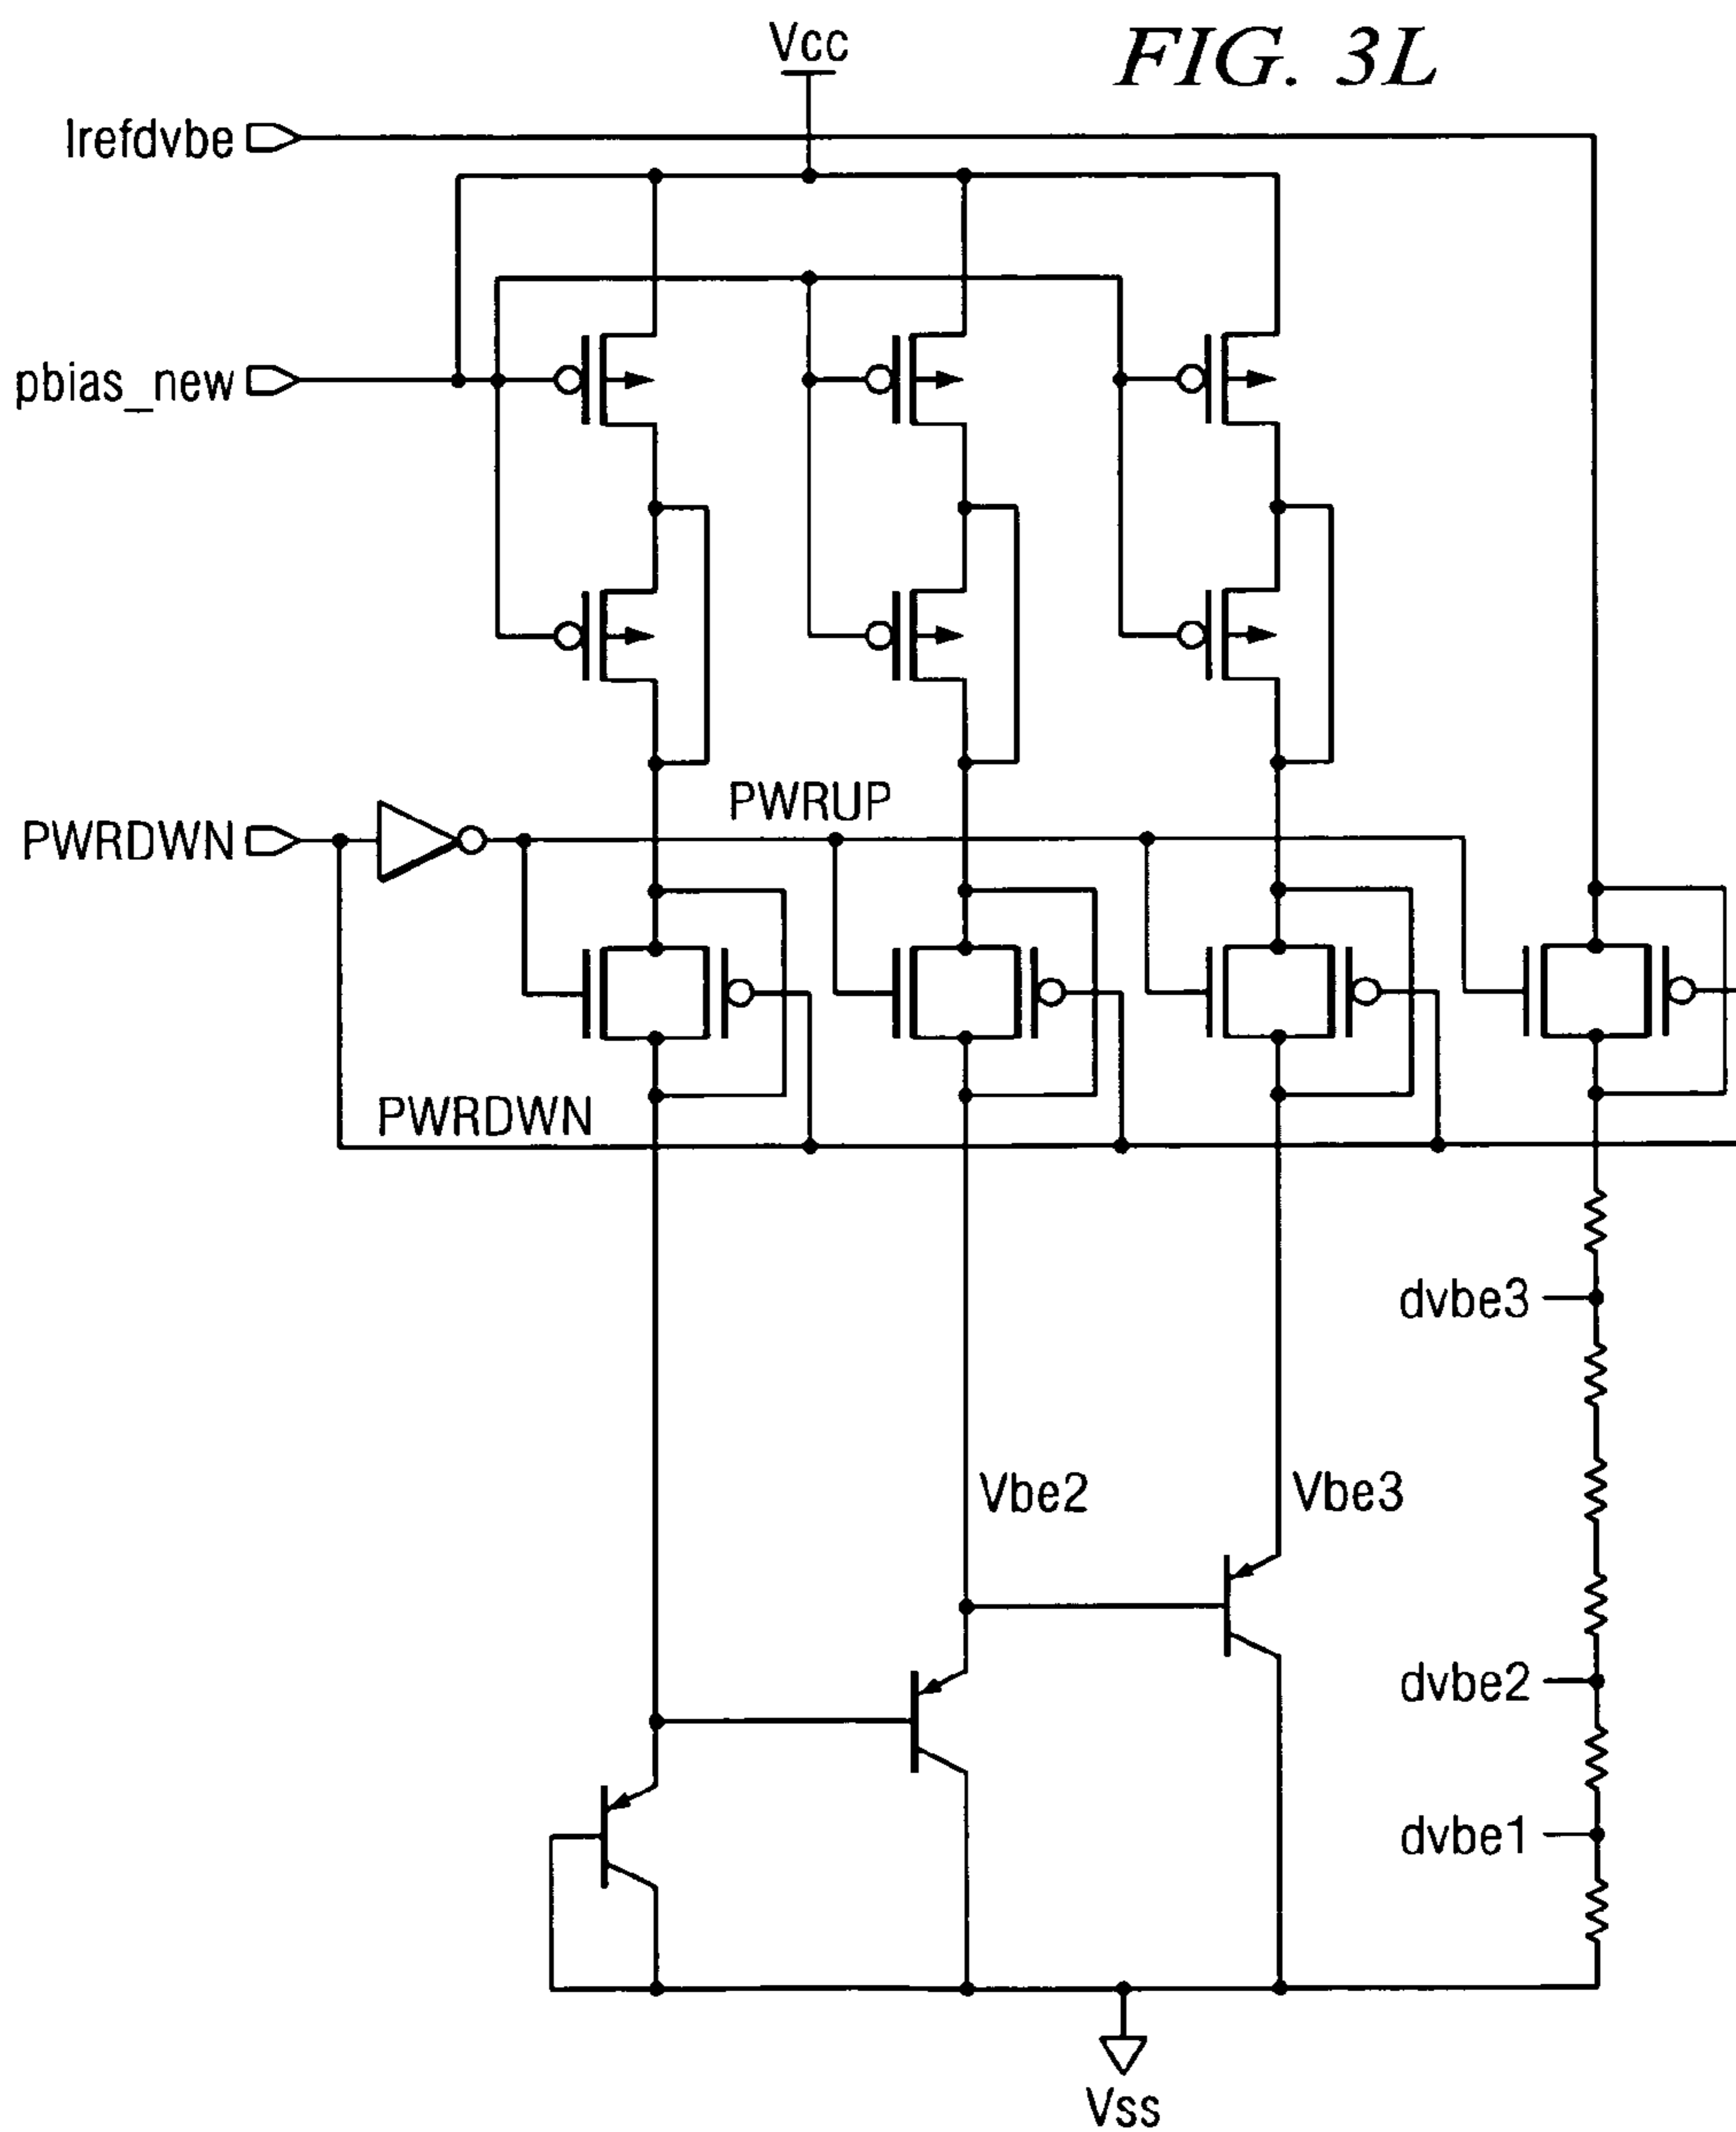 FIG. 3L
Vcc
Irefdvbe
pbias_new
PWRUP
PWRDWN
PWRDWN
dvbe3
Vbe2
Vbe3
dvbe2
dvbe1
Vss